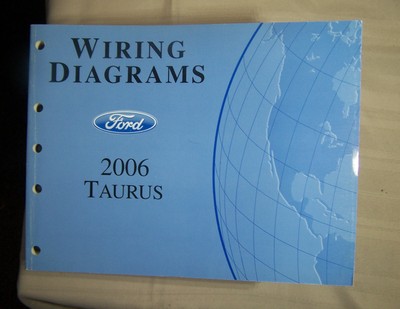 WIRING
DIAGRAMS
Ford
2006
TAURUS